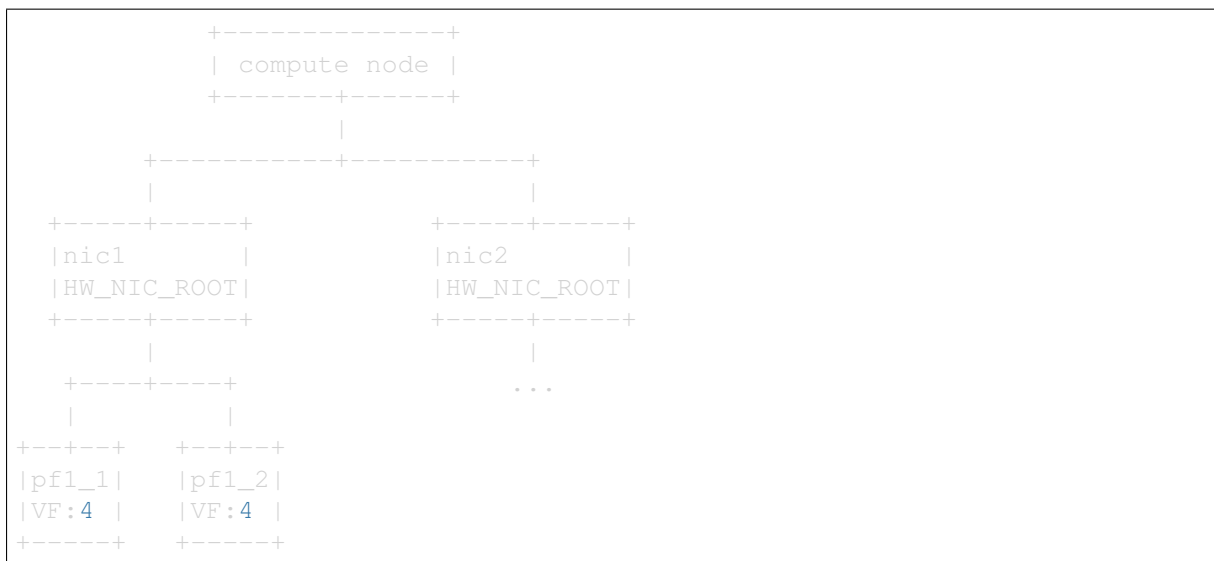 +--------------+
| compute node |
+-------+------+
|
+-----------+-----------+
| |
+-----+-----+ +-----+-----+
|nic1 | |nic2 |
|HW_NIC_ROOT| |HW_NIC_ROOT|
+-----+-----+ +-----+-----+
| |
+----+----+ ...
| |
+--+--+ +--+--+
|pf1_1| |pf1_2|
|VF:4 | |VF:4 |
+-----+ +-----+